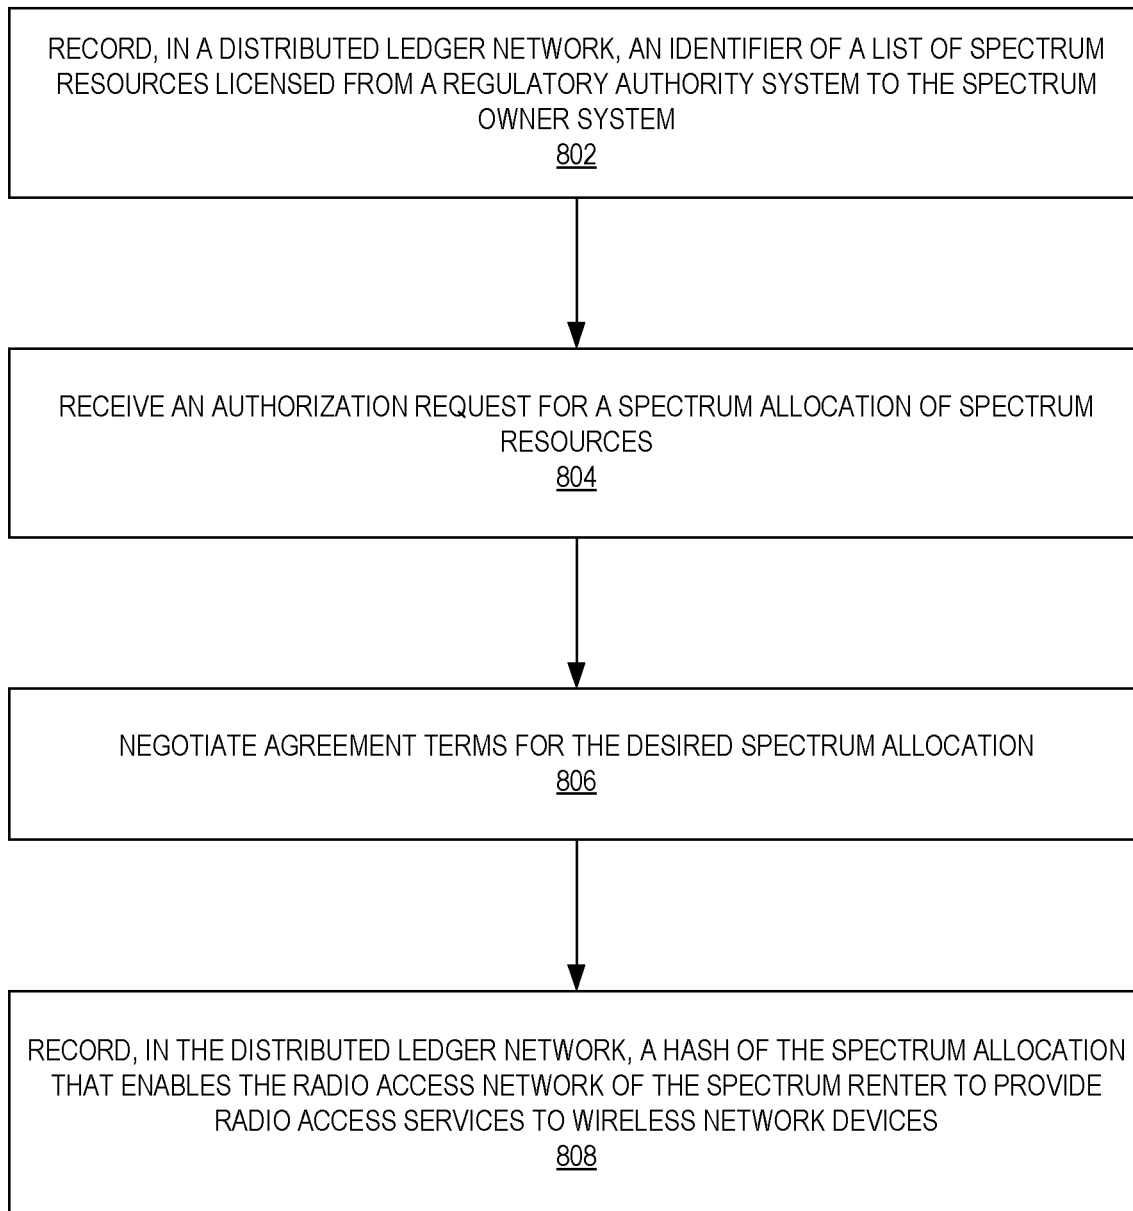 RECORD, IN A DISTRIBUTED LEDGER NETWORK, AN IDENTIFIER OF A LIST OF SPECTRUM
RESOURCES LICENSED FROM A REGULATORY AUTHORITY SYSTEM TO THE SPECTRUM
OWNER SYSTEM
802
RECEIVE AN AUTHORIZATION REQUEST FOR A SPECTRUM ALLOCATION OF SPECTRUM
RESOURCES
804
NEGOTIATE AGREEMENT TERMS FOR THE DESIRED SPECTRUM ALLOCATION
806
RECORD, IN THE DISTRIBUTED LEDGER NETWORK, A HASH OF THE SPECTRUM ALLOCATION
THAT ENABLES THE RADIO ACCESS NETWORK OF THE SPECTRUM RENTER TO PROVIDE
RADIO ACCESS SERVICES TO WIRELESS NETWORK DEVICES
808